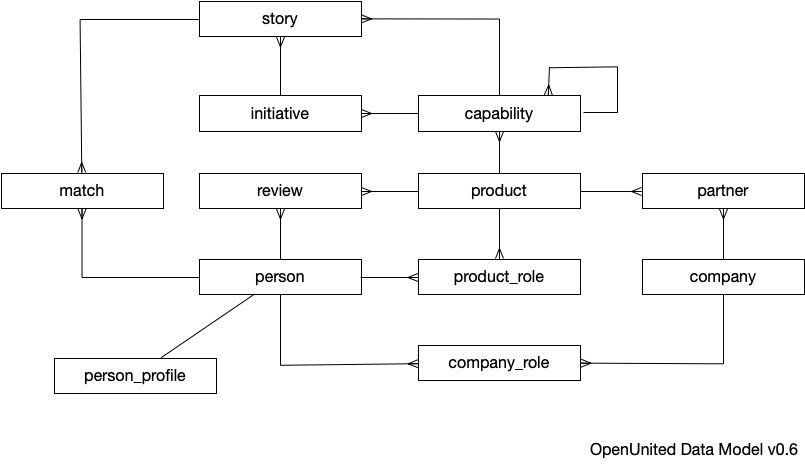 story
initiative
capability
match
review
product
partner
person
product_role
company
person_profile
company_role
OpenUnited Data Model v0.6